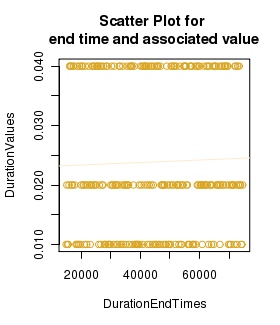 Scatter Plot for
end time and associated value
0.040
0.030
0.020
0.010
DurationValues
20000 40000 60000
DurationEndTimes